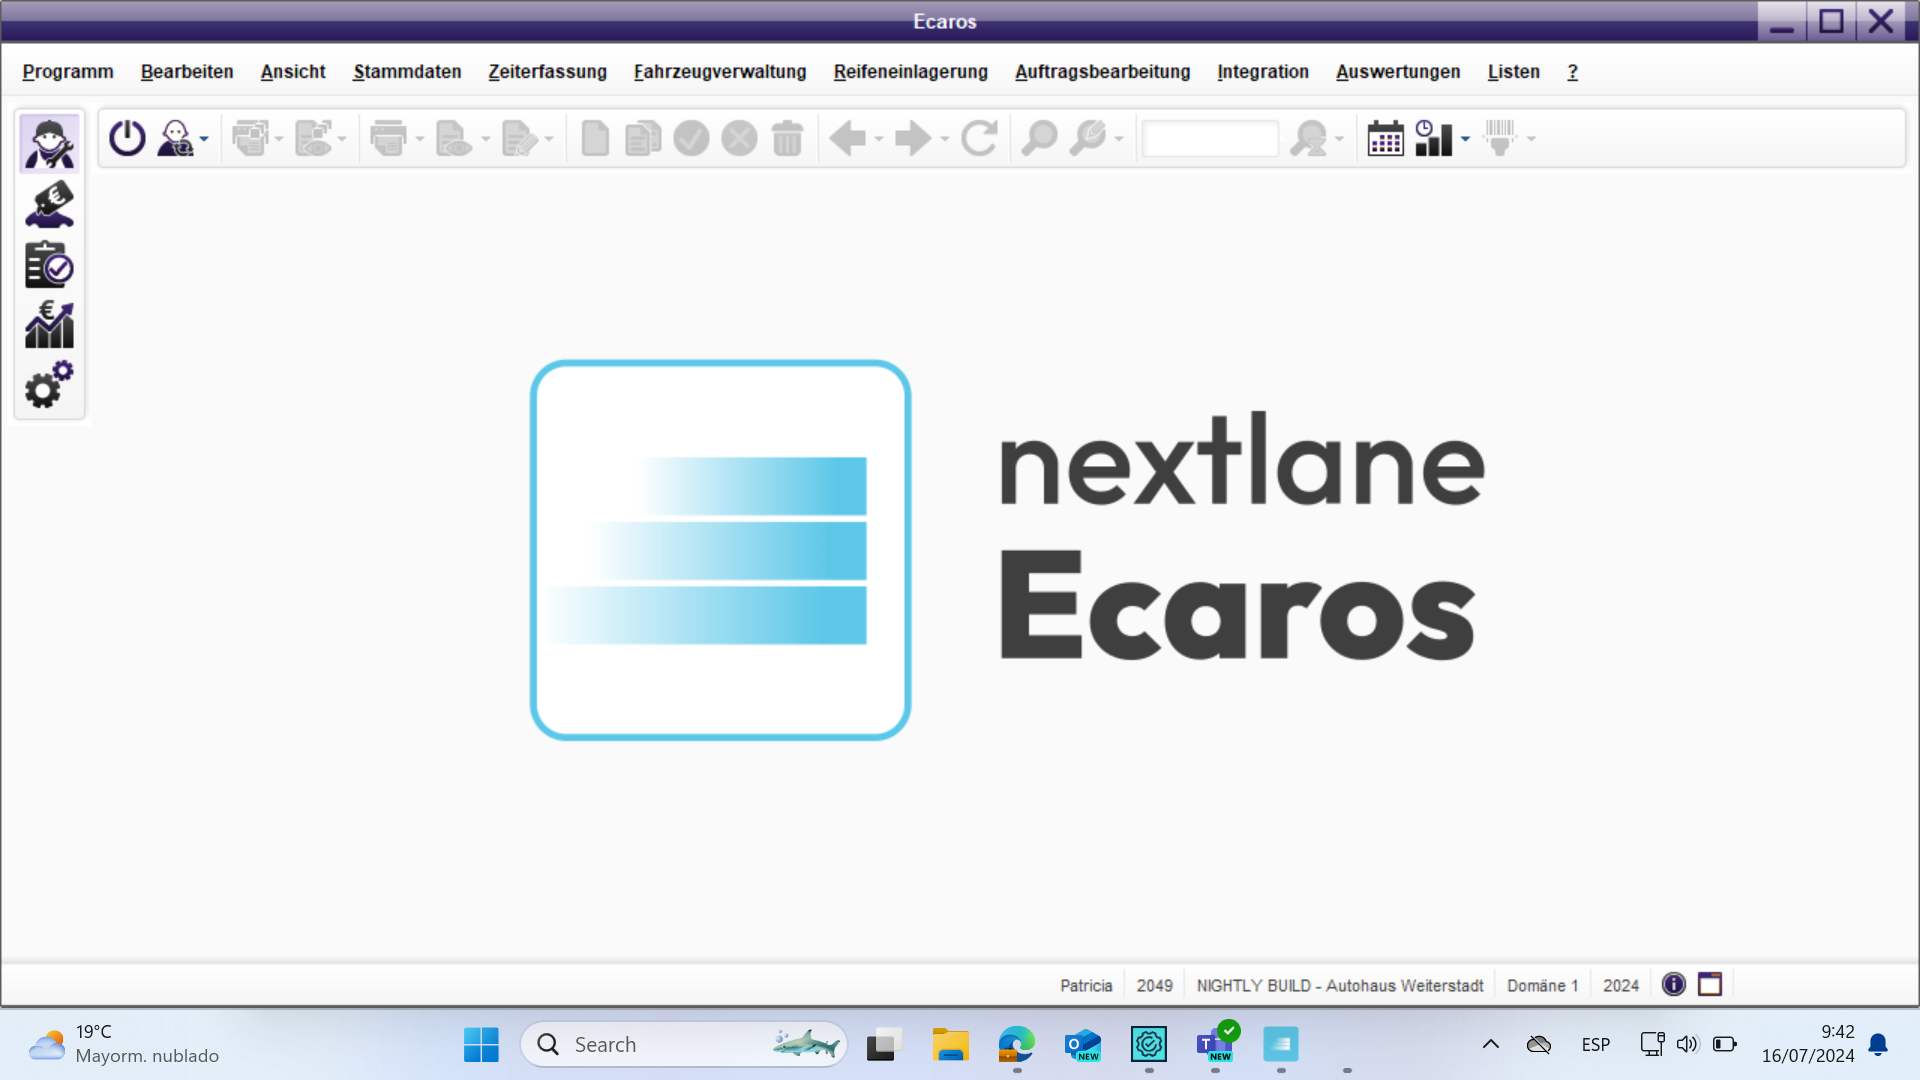 Ecaros
Programm Bearbeiten Ansicht Stammdaten Zeiterfassung Fahrzeugverwaltung Reifeneinlagerung Auftragsbearbeitung Integration Auswertungen Listen ?
nextlane
Ecaros
Patricia 2049 NIGHTLY BUILD - Autohaus Weiterstadt Domäne 1 2024
19°C
Mayorm. nublado
Search
NEW
NEW
ESP
9:42
16/07/2024